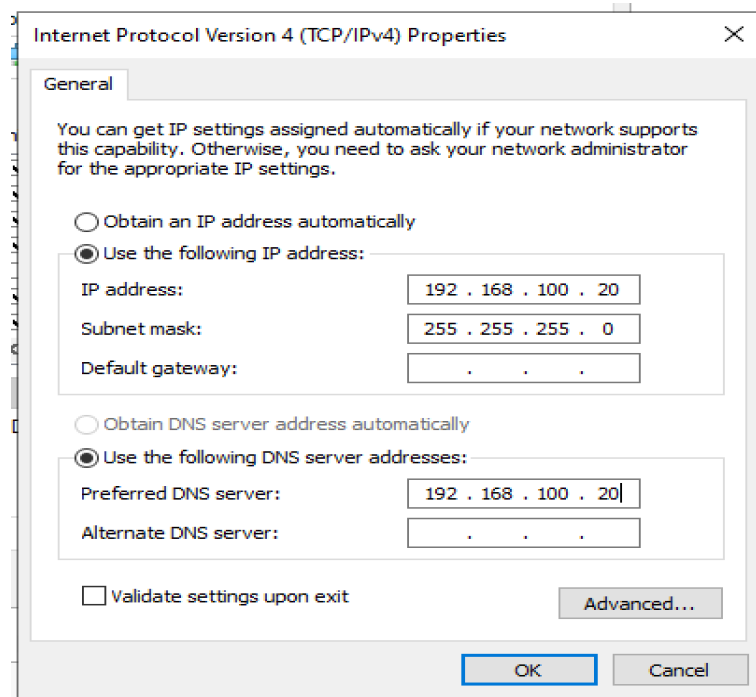 Internet Protocol Version 4 (TCP/IPv4) Properties
General
You can get IP settings assigned automatically if your network supports
this capability. Otherwise, you need to ask your network administrator
for the appropriate IP settings.
Obtain an IP address automatically
Use the following IP address:
IP address: 192 . 168 . 100 . 20
Subnet mask: 255 . 255 . 255 . 0
Default gateway: . . .
Obtain DNS server address automatically
Use the following DNS server addresses:
Preferred DNS server: 192 . 168 . 100 . 20
Alternate DNS server: . . .
Validate settings upon exit
Advanced...
OK Cancel